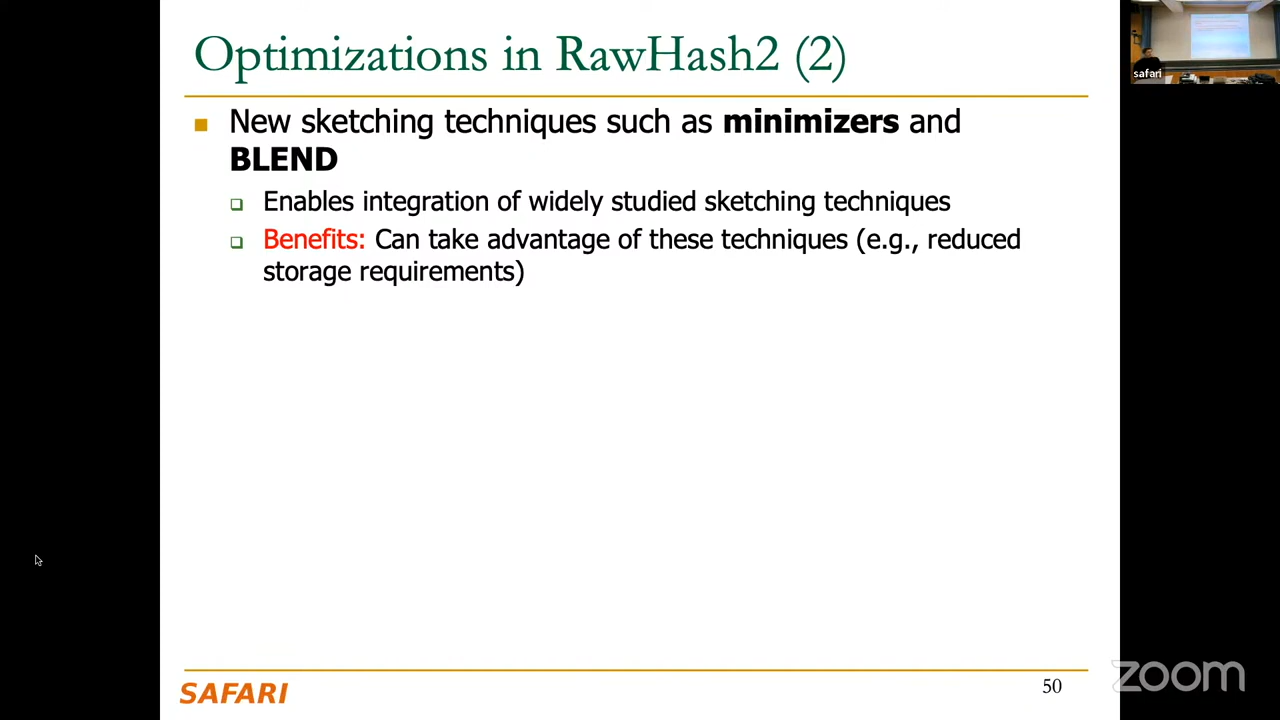 Optimizations in RawHash2 (2)
New sketching techniques such as minimizers and
BLEND
Enables integration of widely studied sketching techniques
Benefits: Can take advantage of these techniques (e.g., reduced
storage requirements)
SAFARI
50
zoom
safari